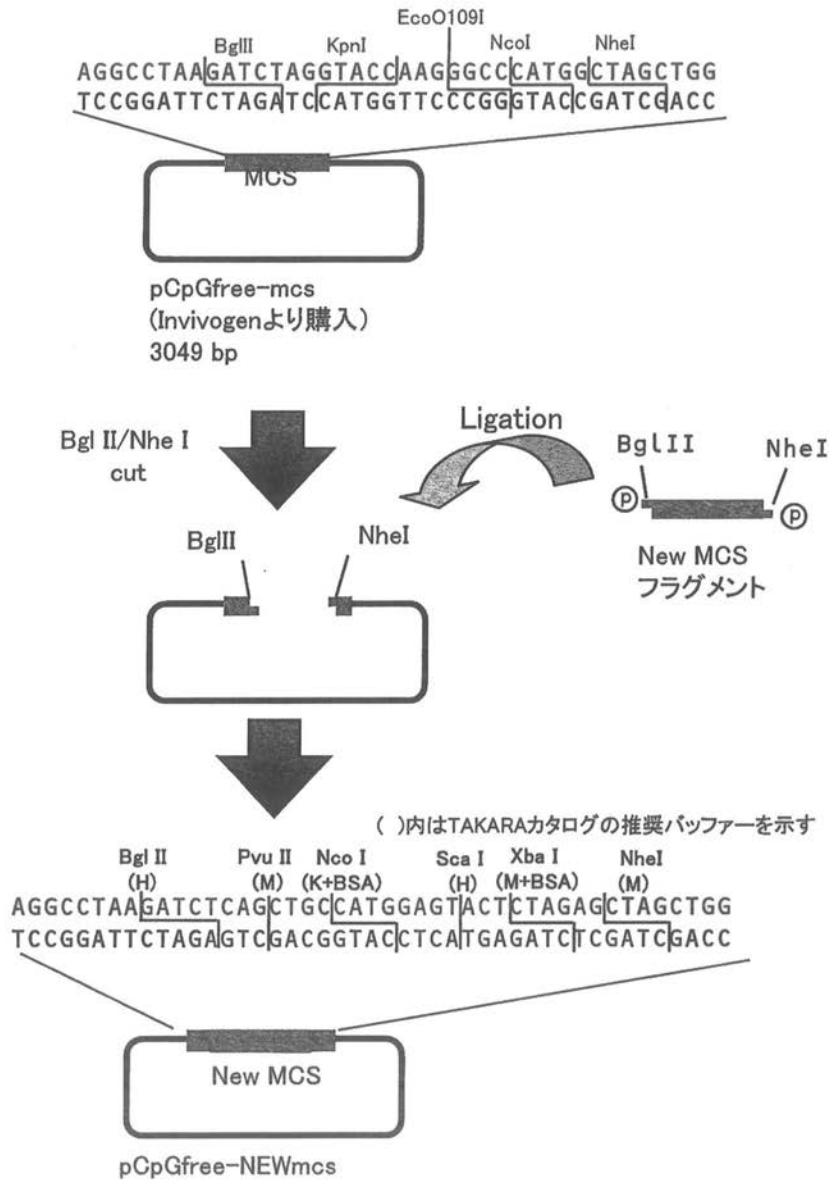 EcoO109I
BglII KpnI NcoI NheI
AGGCCTAAGATCTAGGTACCAAGGGCCCATGGCTAGCTGG
TCCGGATTCTAGATCCATGGTTCCCGGGTACCGATCGACC
MCS
pCpGfree-mcs
(Invivogenより購入)
3049 bp
Bgl II/Nhe I
cut
Ligation
BglII NheI
P P
New MCS
フラグメント
BglII NheI
( )内はTAKARAカタログの推奨バッファーを示す
Bgl II Pvu II Nco I Sca I Xba I NheI
(H) (M) (K+BSA) (H) (M+BSA) (M)
AGGCCTAAGATCTCAGCTGCCATGGAGTACTCTAGAGCTAGCTGG
TCCGGATTCTAGAGTCGACGGTACCTCATGAGATCTCGATCGACC
New MCS
pCpGfree-NEWmcs